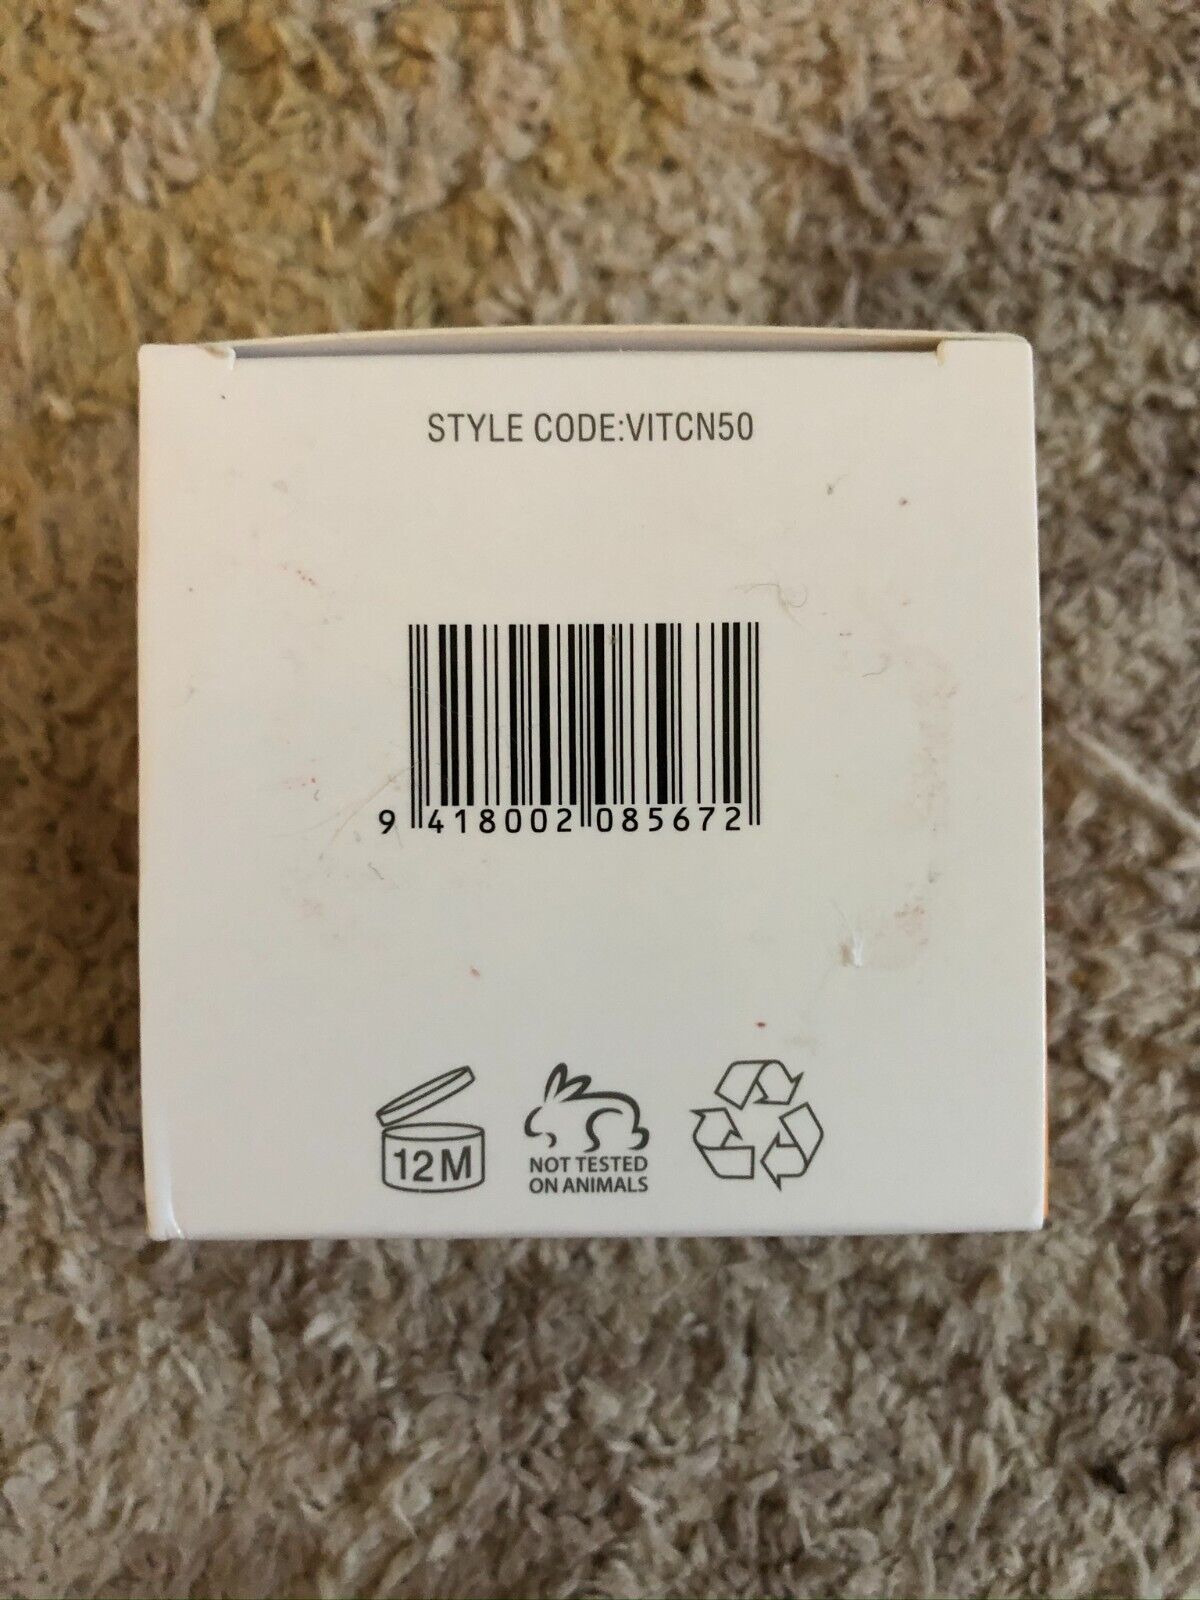 STYLE CODE:VITCN50
9 418002 085672
12M
NOT TESTED
ON ANIMALS